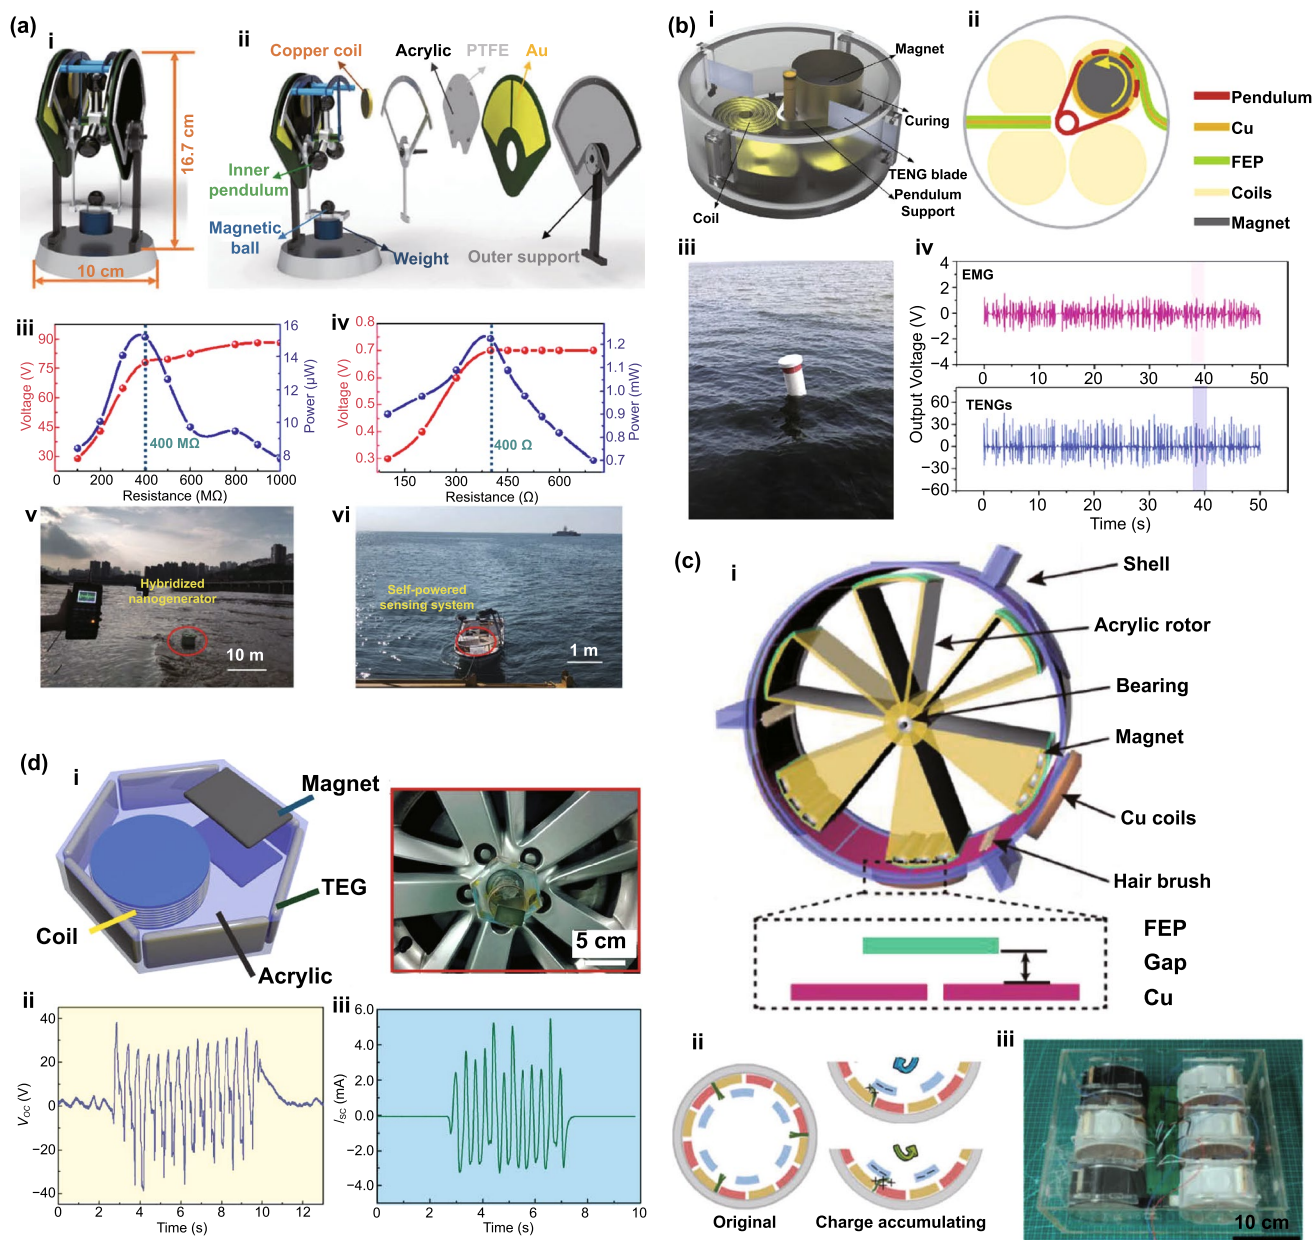 (a)
i
16.7 cm
10 cm
ii
Copper coil
Acrylic
PTFE
Au
Inner
pendulum
Magnetic
ball
Weight
Outer support
iii
Voltage (V)
90
75
60
45
30
16
14
12
10
8
Power (µW)
400 MΩ
200 400 600 800 1000
Resistance (MΩ)
iv
Voltage (V)
0.8
0.7
0.6
0.5
0.4
0.3
1.2
1.1
1.0
0.9
0.8
0.7
Power (mW)
400 Ω
150 300 450 600
Resistance (Ω)
v
Hybridized
nanogenerator
10 m
vi
Self-powered
sensing system
1 m
(b)
i
Magnet
Curing
TENG blade
Pendulum
Support
Coil
ii
Pendulum
Cu
FEP
Coils
Magnet
iii
iv
Output Voltage (V)
EMG
4
2
0
−2
−4
0 10 20 30 40 50
TENGs
60
30
0
−30
−60
0 10 20 30 40 50
Time (s)
(c)
i
Shell
Acrylic rotor
Bearing
Magnet
Cu coils
Hair brush
FEP
Gap
Cu
ii
Original
Charge accumulating
iii
10 cm
(d)
i
Magnet
TEG
Coil
Acrylic
5 cm
ii
VOC (V)
40
20
0
−20
−40
0 2 4 6 8 10 12
Time (s)
iii
ISC (mA)
6.0
4.0
2.0
0.0
−2.0
−4.0
0 2 4 6 8 10
Time (s)